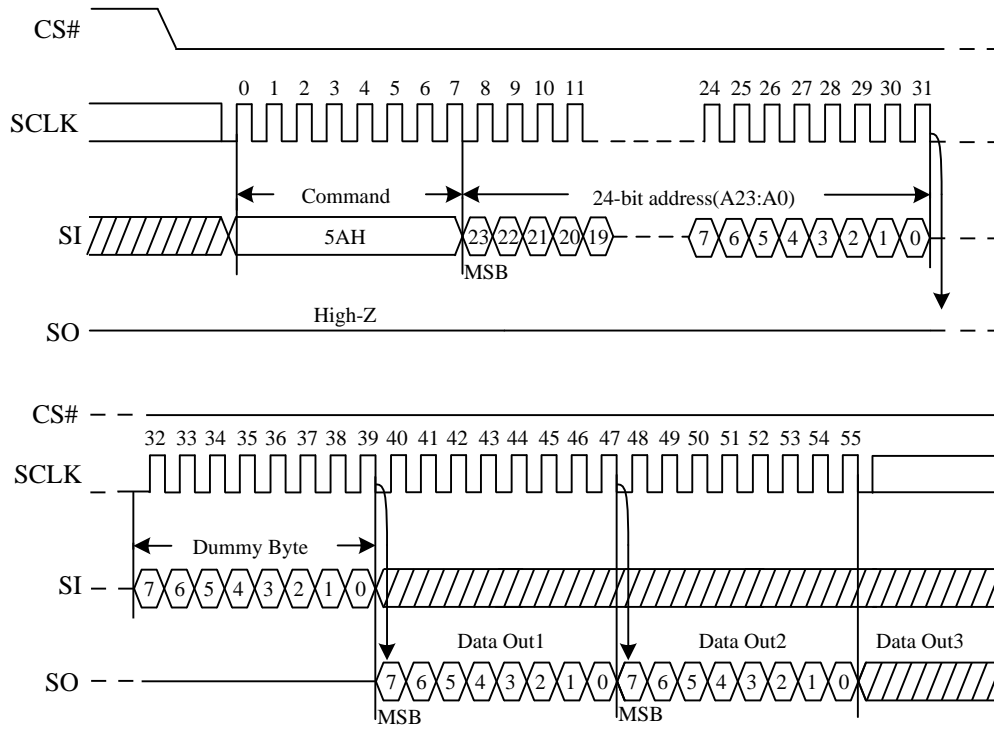 CS#
0 1 2 3 4 5 6 7 8 9 10 11 24 25 26 27 28 29 30 31
SCLK
Command 24-bit address(A23:A0)
SI 5AH 23 22 21 20 19 7 6 5 4 3 2 1 0
MSB
High-Z
SO
CS#
32 33 34 35 36 37 38 39 40 41 42 43 44 45 46 47 48 49 50 51 52 53 54 55
SCLK
Dummy Byte
SI 7 6 5 4 3 2 1 0
Data Out1 Data Out2 Data Out3
SO 7 6 5 4 3 2 1 0 7 6 5 4 3 2 1 0
MSB MSB